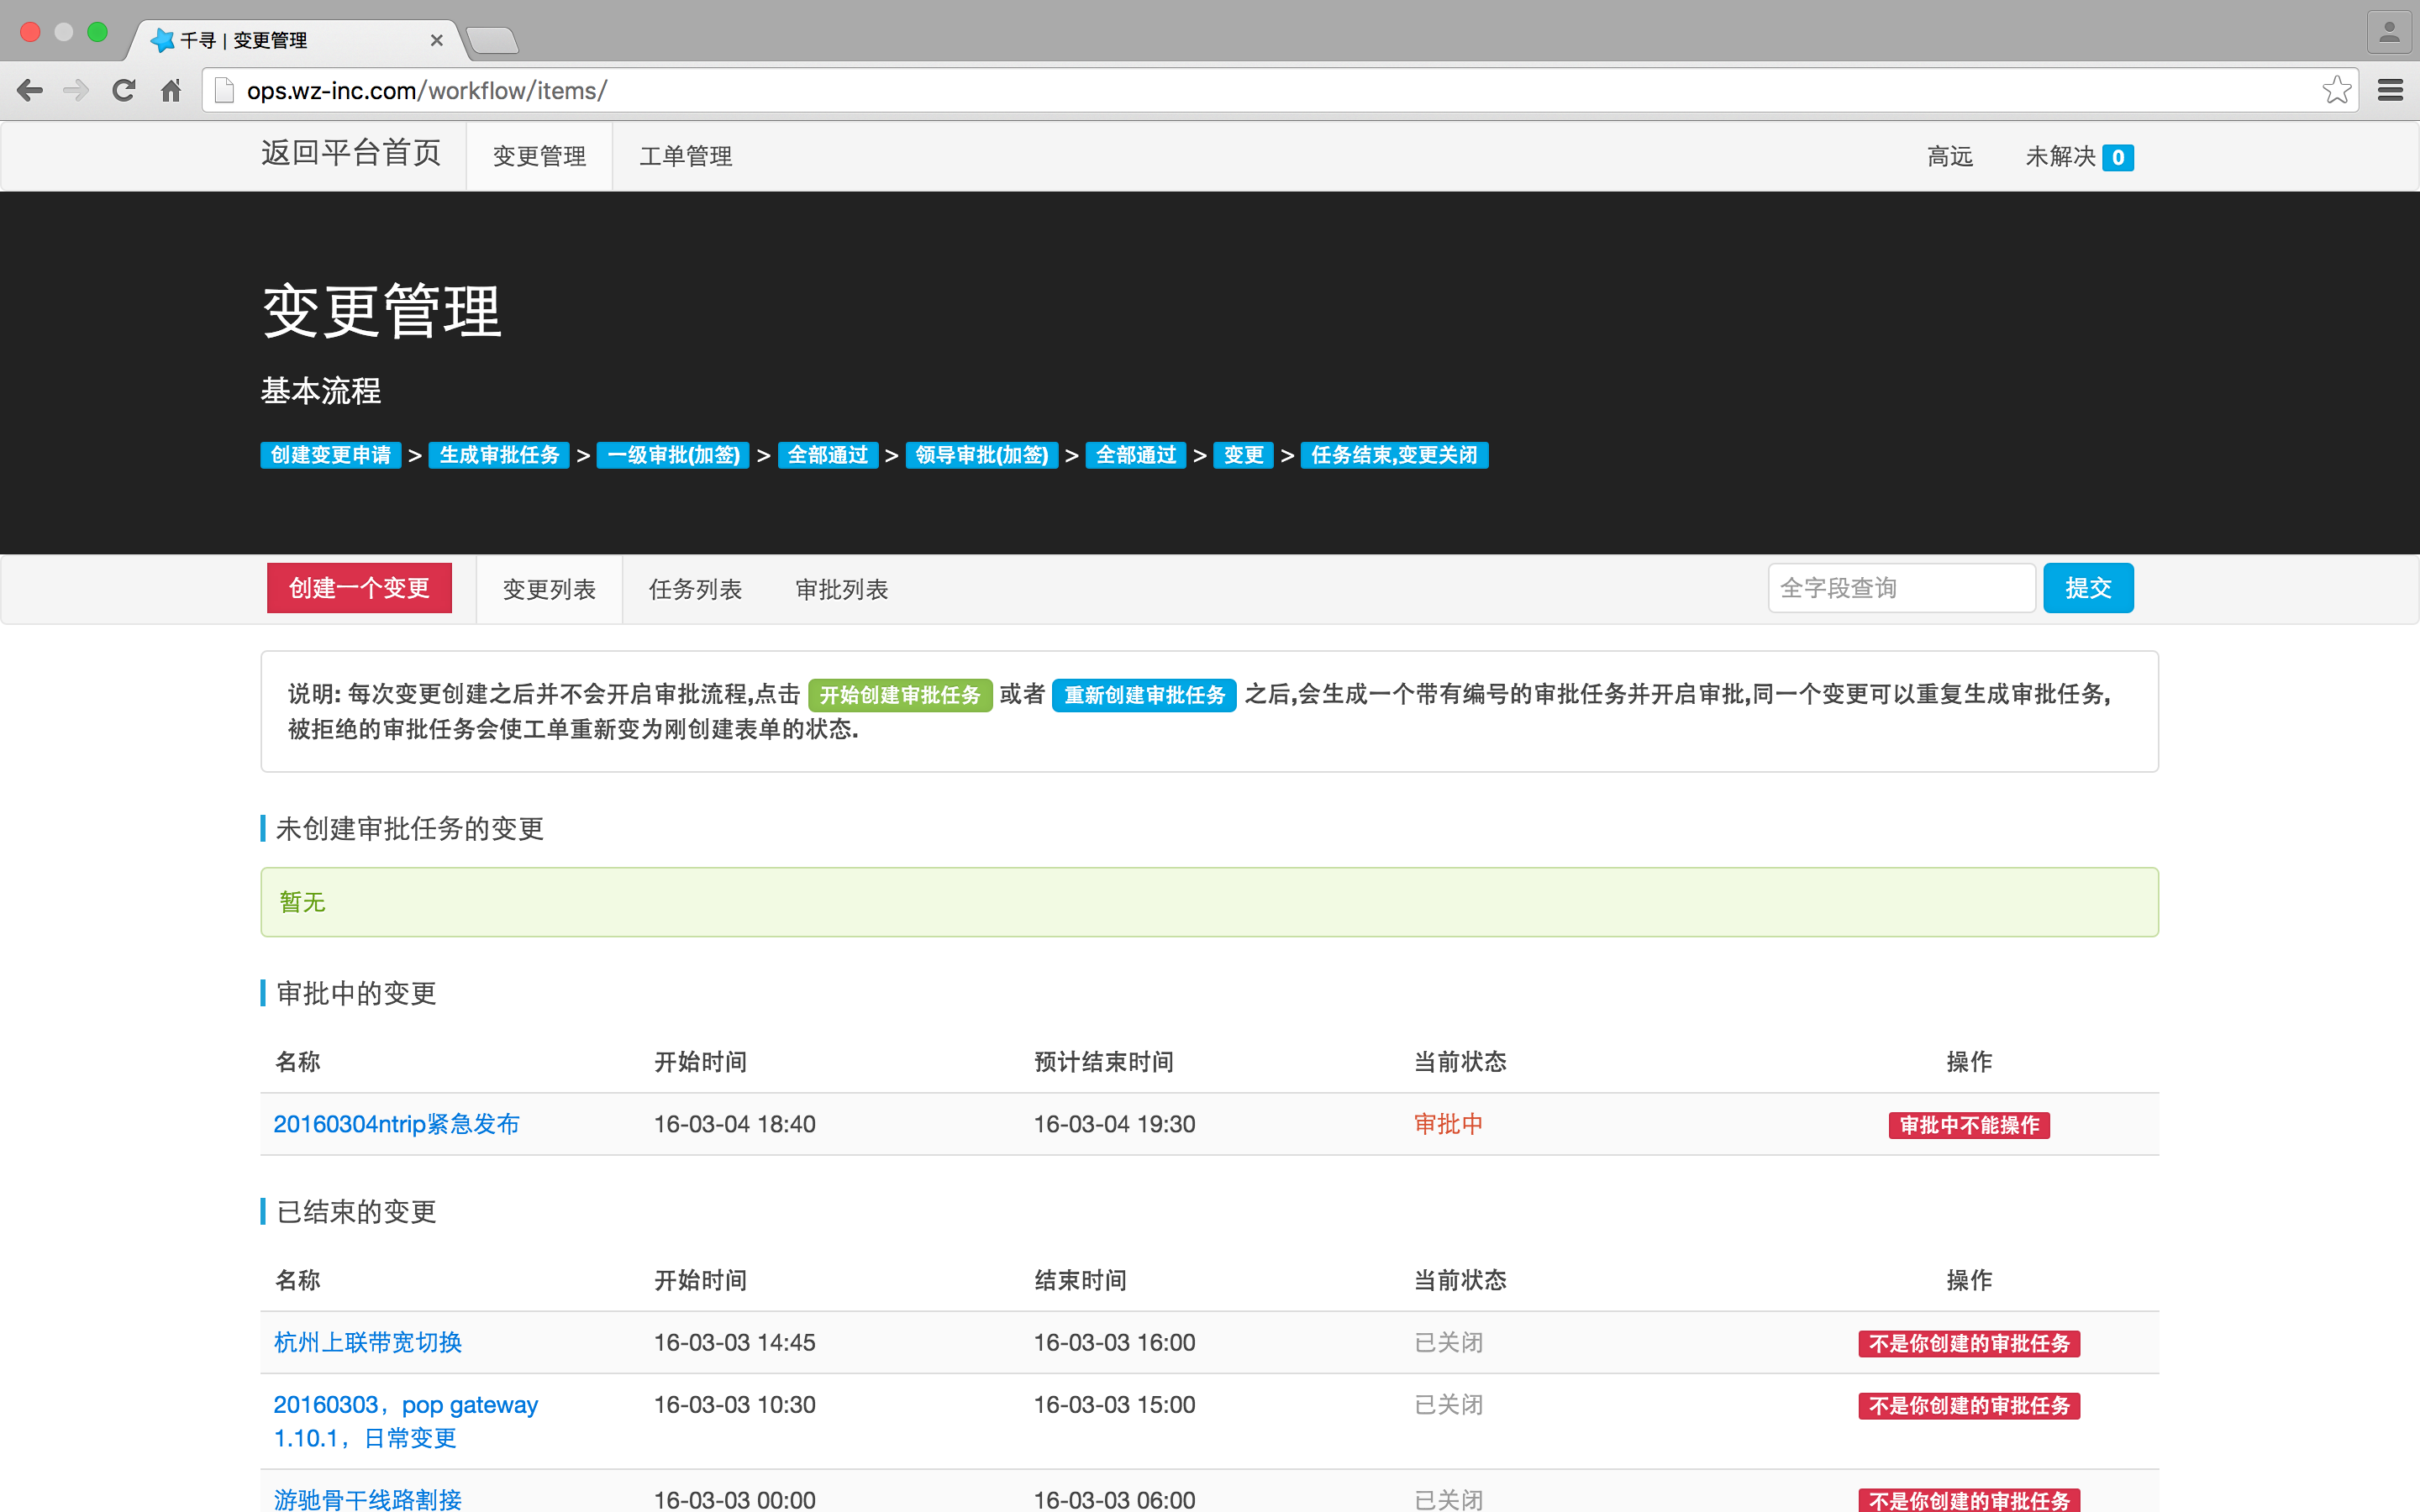 千寻 | 变更管理
ops.wz-inc.com/workflow/items/
返回平台首页 变更管理 工单管理 高远 未解决 0
变更管理
基本流程
创建变更申请 > 生成审批任务 > 一级审批(加签) > 全部通过 > 领导审批(加签) > 全部通过 > 变更 > 任务结束,变更关闭
创建一个变更 变更列表 任务列表 审批列表 全字段查询 提交
说明: 每次变更创建之后并不会开启审批流程,点击 开始创建审批任务 或者 重新创建审批任务 之后,会生成一个带有编号的审批任务并开启审批,同一个变更可以重复生成审批任务,
被拒绝的审批任务会使工单重新变为刚创建表单的状态.
未创建审批任务的变更
暂无
审批中的变更
名称 开始时间 预计结束时间 当前状态 操作
20160304ntrip紧急发布 16-03-04 18:40 16-03-04 19:30 审批中 审批中不能操作
已结束的变更
名称 开始时间 结束时间 当前状态 操作
杭州上联带宽切换 16-03-03 14:45 16-03-03 16:00 已关闭 不是你创建的审批任务
20160303，pop gateway 16-03-03 10:30 16-03-03 15:00 已关闭 不是你创建的审批任务
1.10.1，日常变更
游驰骨干线路割接 16-03-03 00:00 16-03-03 06:00 已关闭 不是你创建的审批任务